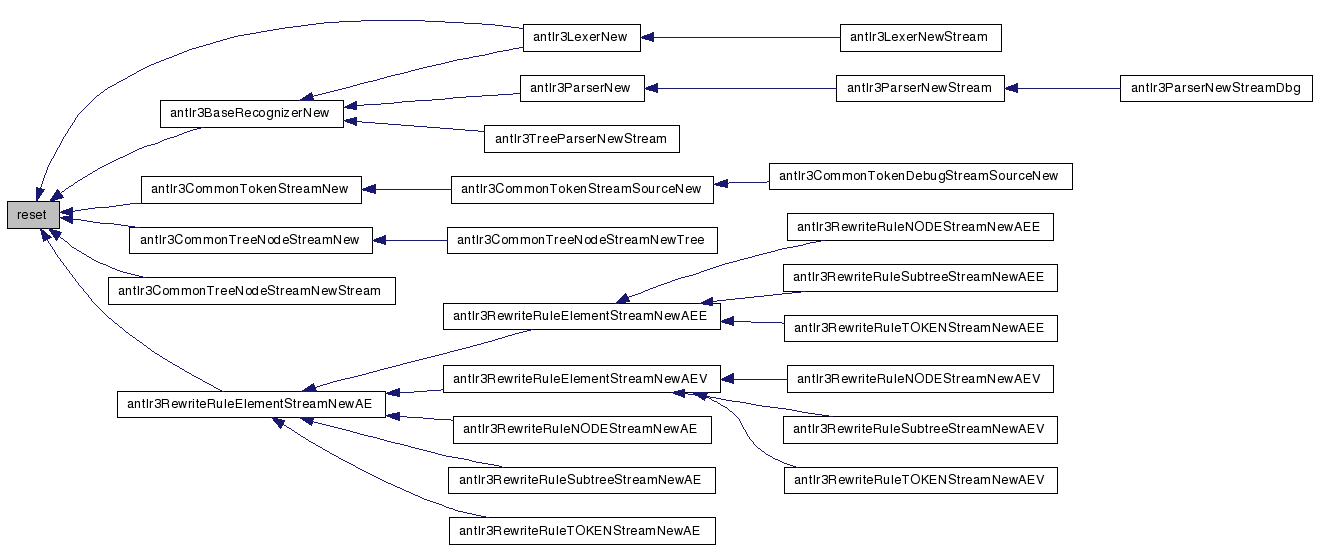 antlr3LexerNew
antlr3LexerNewStream
antlr3ParserNew
antlr3ParserNewStream
antlr3ParserNewStreamDbg
antlr3BaseRecognizerNew
antlr3TreeParserNewStream
antlr3CommonTokenStreamNew
antlr3CommonTokenStreamSourceNew
antlr3CommonTokenDebugStreamSourceNew
reset
antlr3CommonTreeNodeStreamNew
antlr3CommonTreeNodeStreamNewTree
antlr3RewriteRuleNODEStreamNewAEE
antlr3CommonTreeNodeStreamNewStream
antlr3RewriteRuleSubtreeStreamNewAEE
antlr3RewriteRuleElementStreamNewAEE
antlr3RewriteRuleTOKENStreamNewAEE
antlr3RewriteRuleElementStreamNewAEV
antlr3RewriteRuleNODEStreamNewAEV
antlr3RewriteRuleElementStreamNewAE
antlr3RewriteRuleNODEStreamNewAE
antlr3RewriteRuleSubtreeStreamNewAEV
antlr3RewriteRuleSubtreeStreamNewAE
antlr3RewriteRuleTOKENStreamNewAEV
antlr3RewriteRuleTOKENStreamNewAE